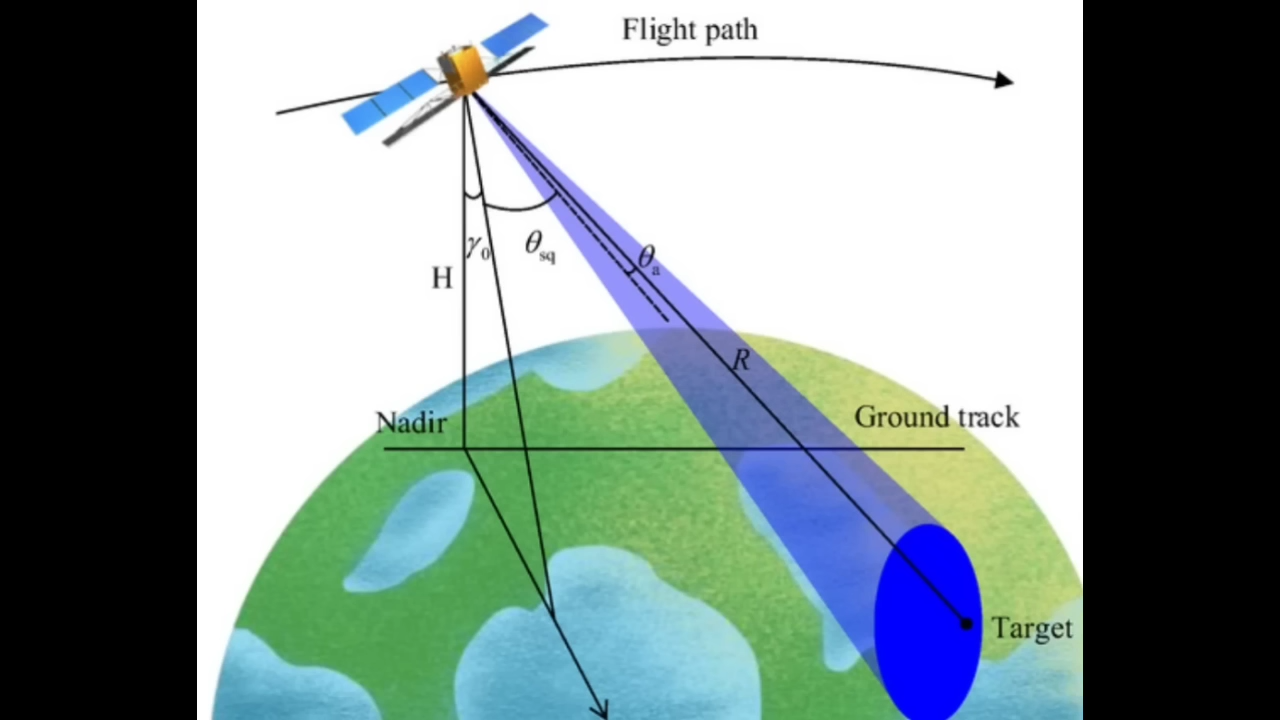 Flight path
γ₀
θsq
H
θa
R
Nadir
Ground track
Target